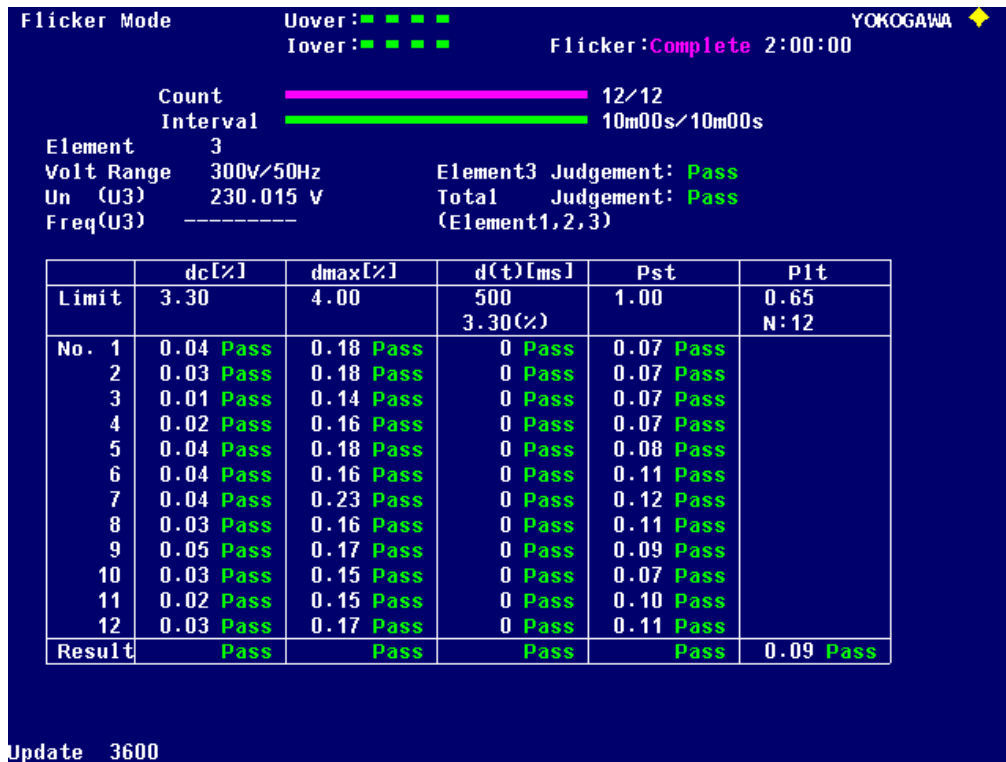 Flicker Mode Uover: YOKOGAWA
Iover: Flicker:Complete 2:00:00
Count 12/12
Interval 10m00s/10m00s
Element 3
Volt Range 300V/50Hz Element3 Judgement: Pass
Un (U3) 230.015 V Total Judgement: Pass
Freq(U3) --------- (Element1,2,3)
dc[%] dmax[%] d(t)[ms] Pst Plt
Limit 3.30 4.00 500 1.00 0.65
3.30(%) N:12
No. 1 0.04 Pass 0.18 Pass 0 Pass 0.07 Pass
2 0.03 Pass 0.18 Pass 0 Pass 0.07 Pass
3 0.01 Pass 0.14 Pass 0 Pass 0.07 Pass
4 0.02 Pass 0.16 Pass 0 Pass 0.07 Pass
5 0.04 Pass 0.18 Pass 0 Pass 0.08 Pass
6 0.04 Pass 0.16 Pass 0 Pass 0.11 Pass
7 0.04 Pass 0.23 Pass 0 Pass 0.12 Pass
8 0.03 Pass 0.16 Pass 0 Pass 0.11 Pass
9 0.05 Pass 0.17 Pass 0 Pass 0.09 Pass
10 0.03 Pass 0.15 Pass 0 Pass 0.07 Pass
11 0.02 Pass 0.15 Pass 0 Pass 0.10 Pass
12 0.03 Pass 0.17 Pass 0 Pass 0.11 Pass
Result Pass Pass Pass Pass 0.09 Pass
Update 3600